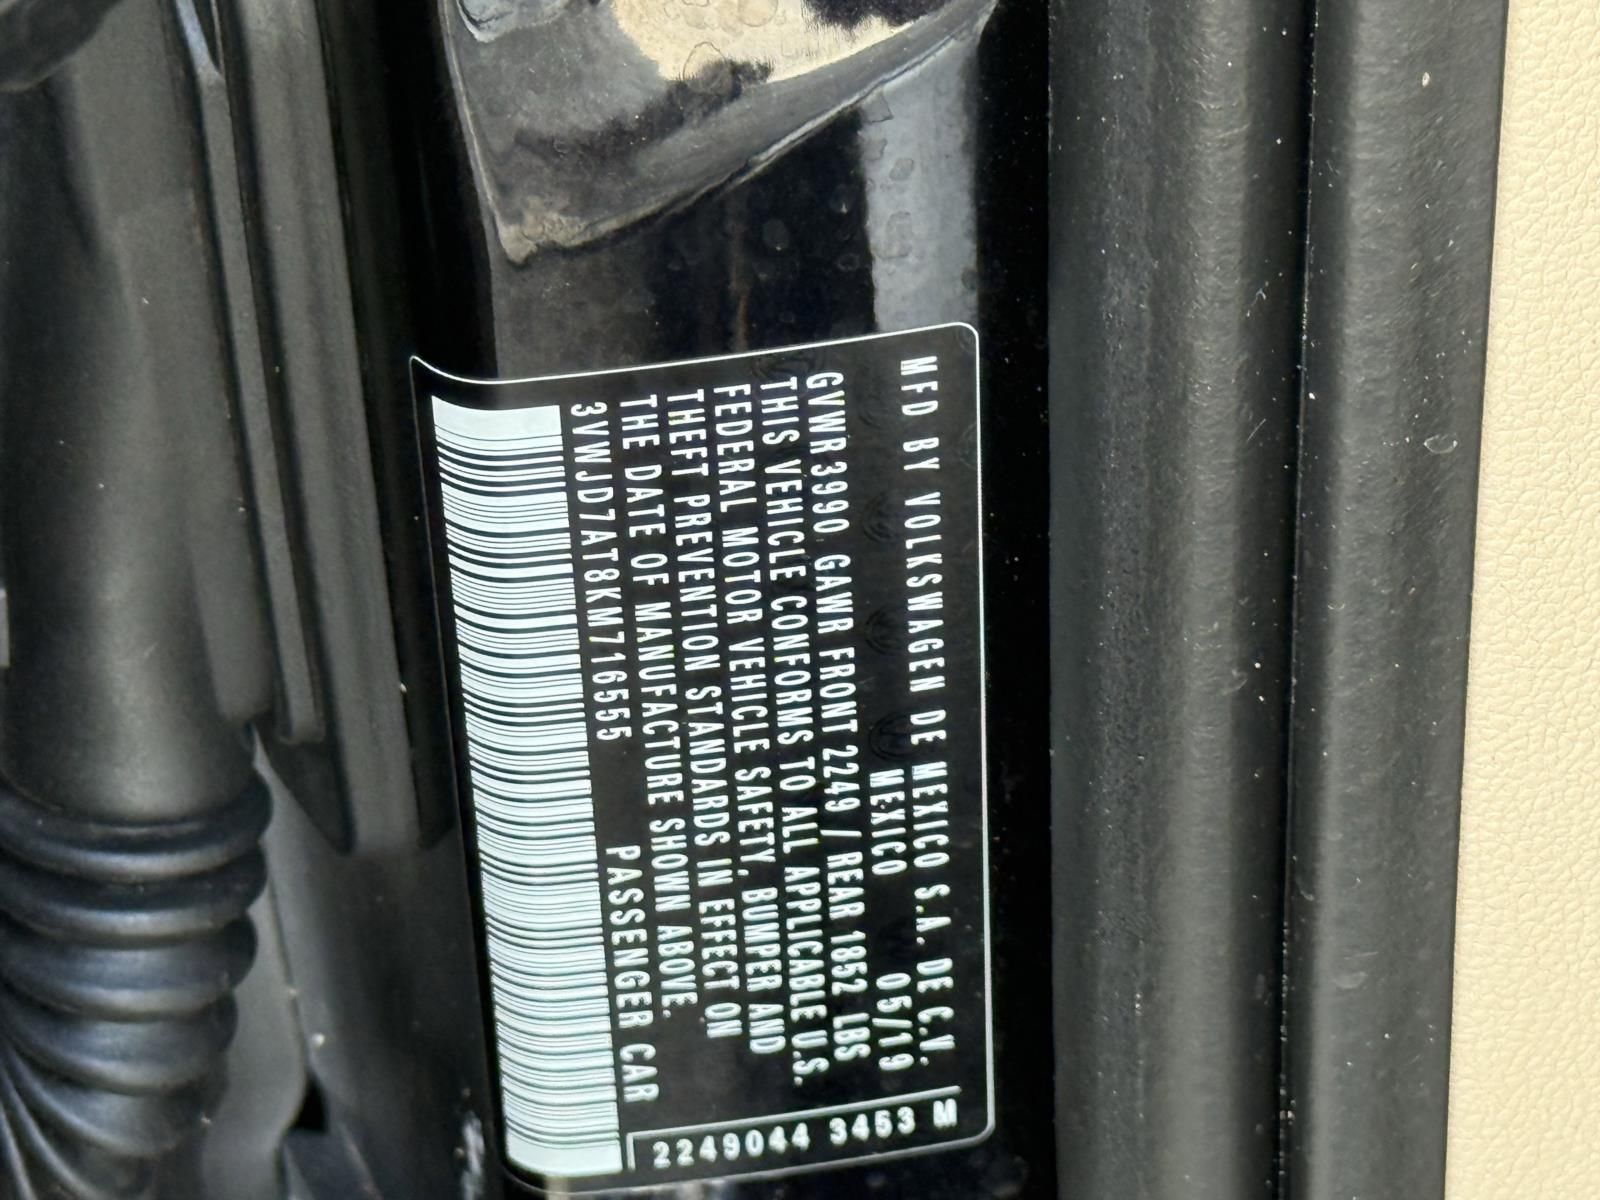 MFD BY VOLKSWAGEN DE MEXICO S.A. DE C.V.
MEXICO 05/19
GVWR 3990 GAWR FRONT 2249 / REAR 1852 LBS
THIS VEHICLE CONFORMS TO ALL APPLICABLE U.S.
FEDERAL MOTOR VEHICLE SAFETY, BUMPER AND
THEFT PREVENTION STANDARDS IN EFFECT ON
THE DATE OF MANUFACTURE SHOWN ABOVE.
3VWJD7AT8KM716555 PASSENGER CAR
2249044 3453 M